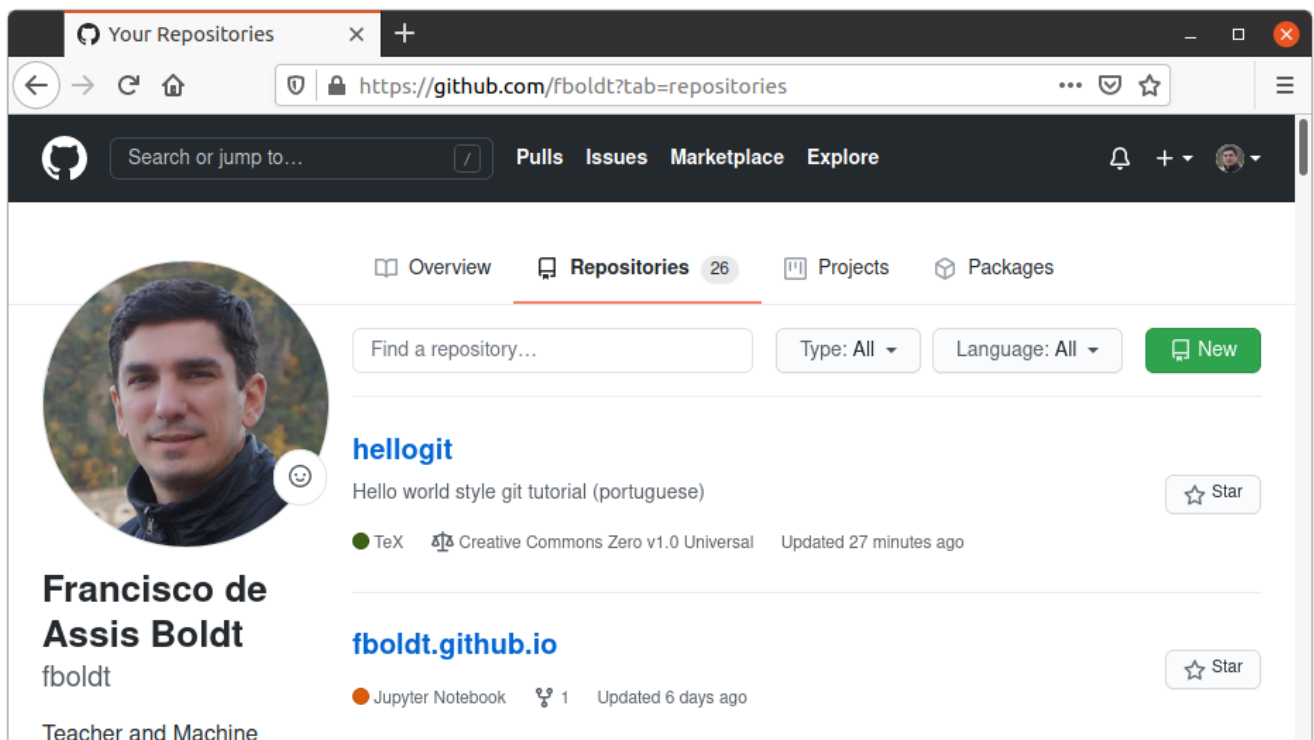 Your Repositories
https://github.com/fboldt?tab=repositories
Search or jump to… / Pulls Issues Marketplace Explore
Overview Repositories 26 Projects Packages
Find a repository… Type: All Language: All New
hellogit
Hello world style git tutorial (portuguese) Star
TeX Creative Commons Zero v1.0 Universal Updated 27 minutes ago
Francisco de
Assis Boldt
fboldt
Teacher and Machine
fboldt.github.io
Star
Jupyter Notebook 1 Updated 6 days ago